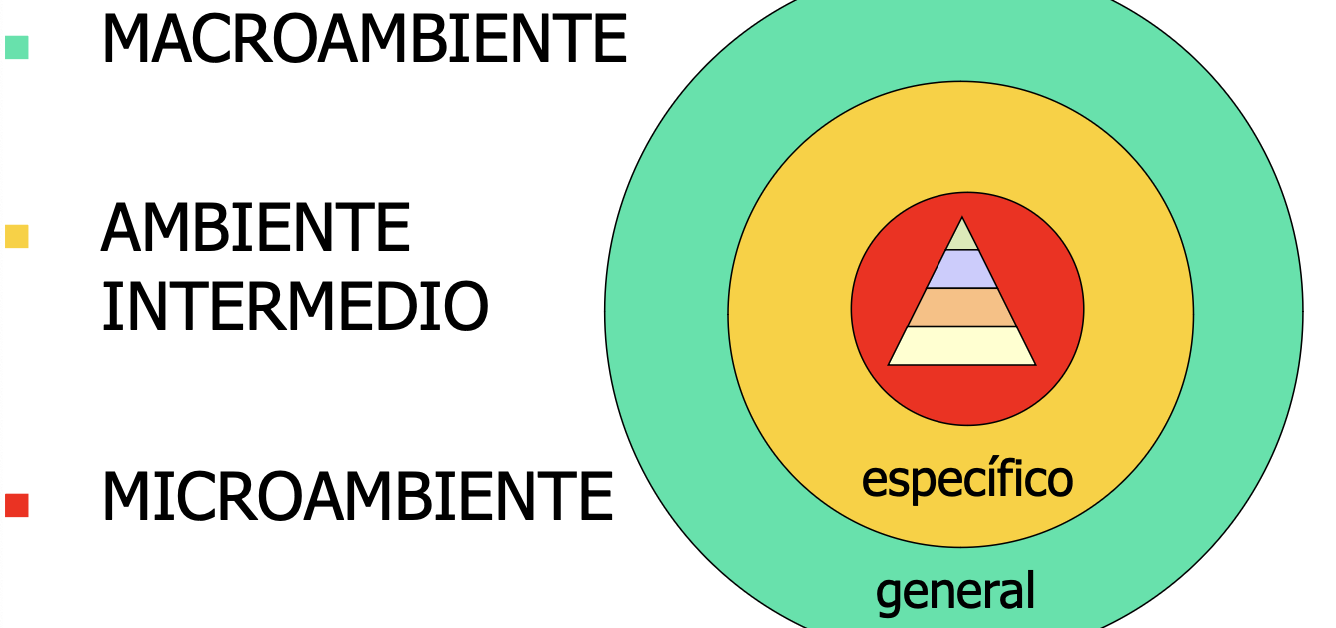 MACROAMBIENTE
AMBIENTE
INTERMEDIO
MICROAMBIENTE
específico
general